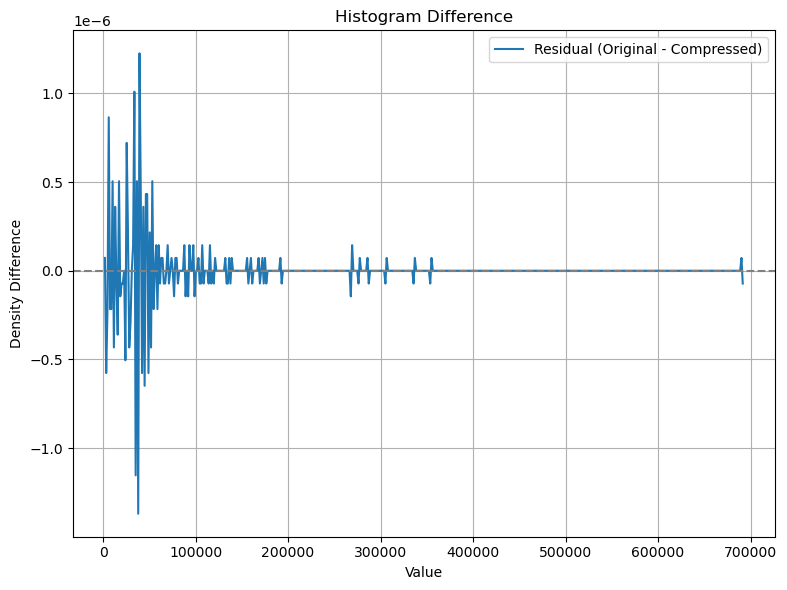 Histogram Difference
1e−6
Residual (Original - Compressed)
1.0
0.5
0.0
−0.5
−1.0
Density Difference
0 100000 200000 300000 400000 500000 600000 700000
Value